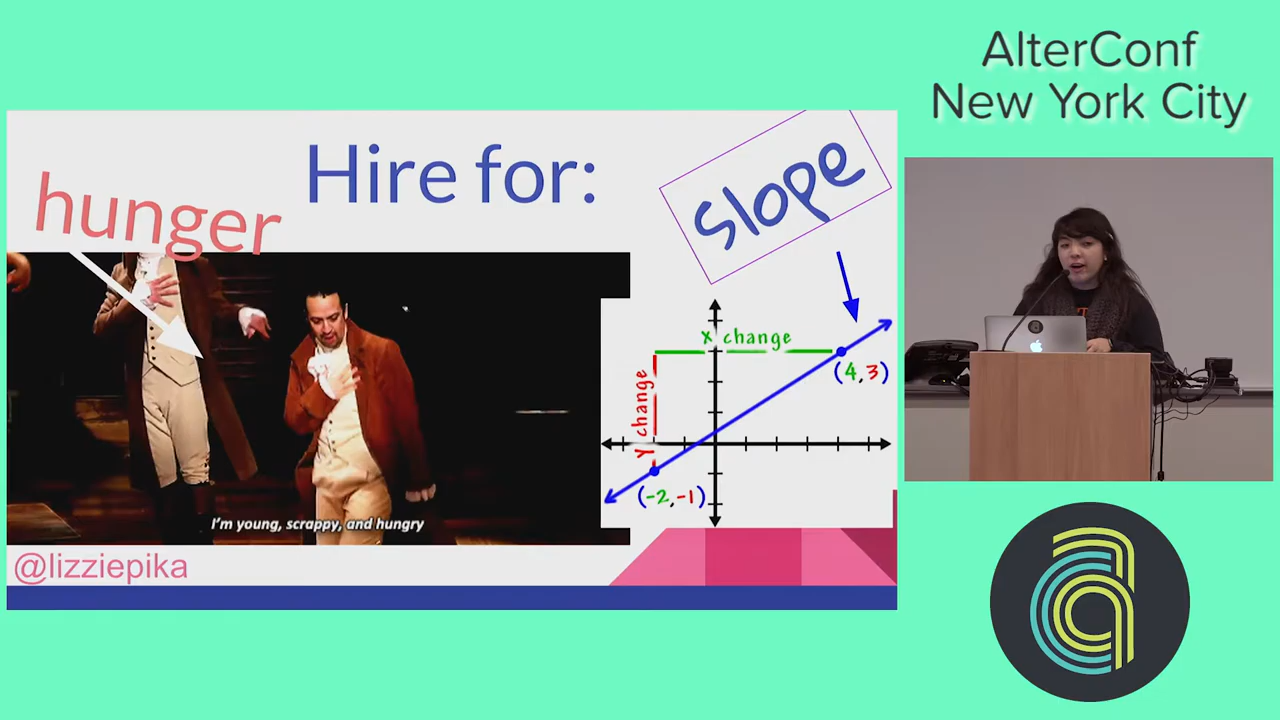 AlterConf
New York City
Hire for:
hunger
Slope
X change
Y change
(4,3)
(-2,-1)
I'm young, scrappy, and hungry
@lizziepika